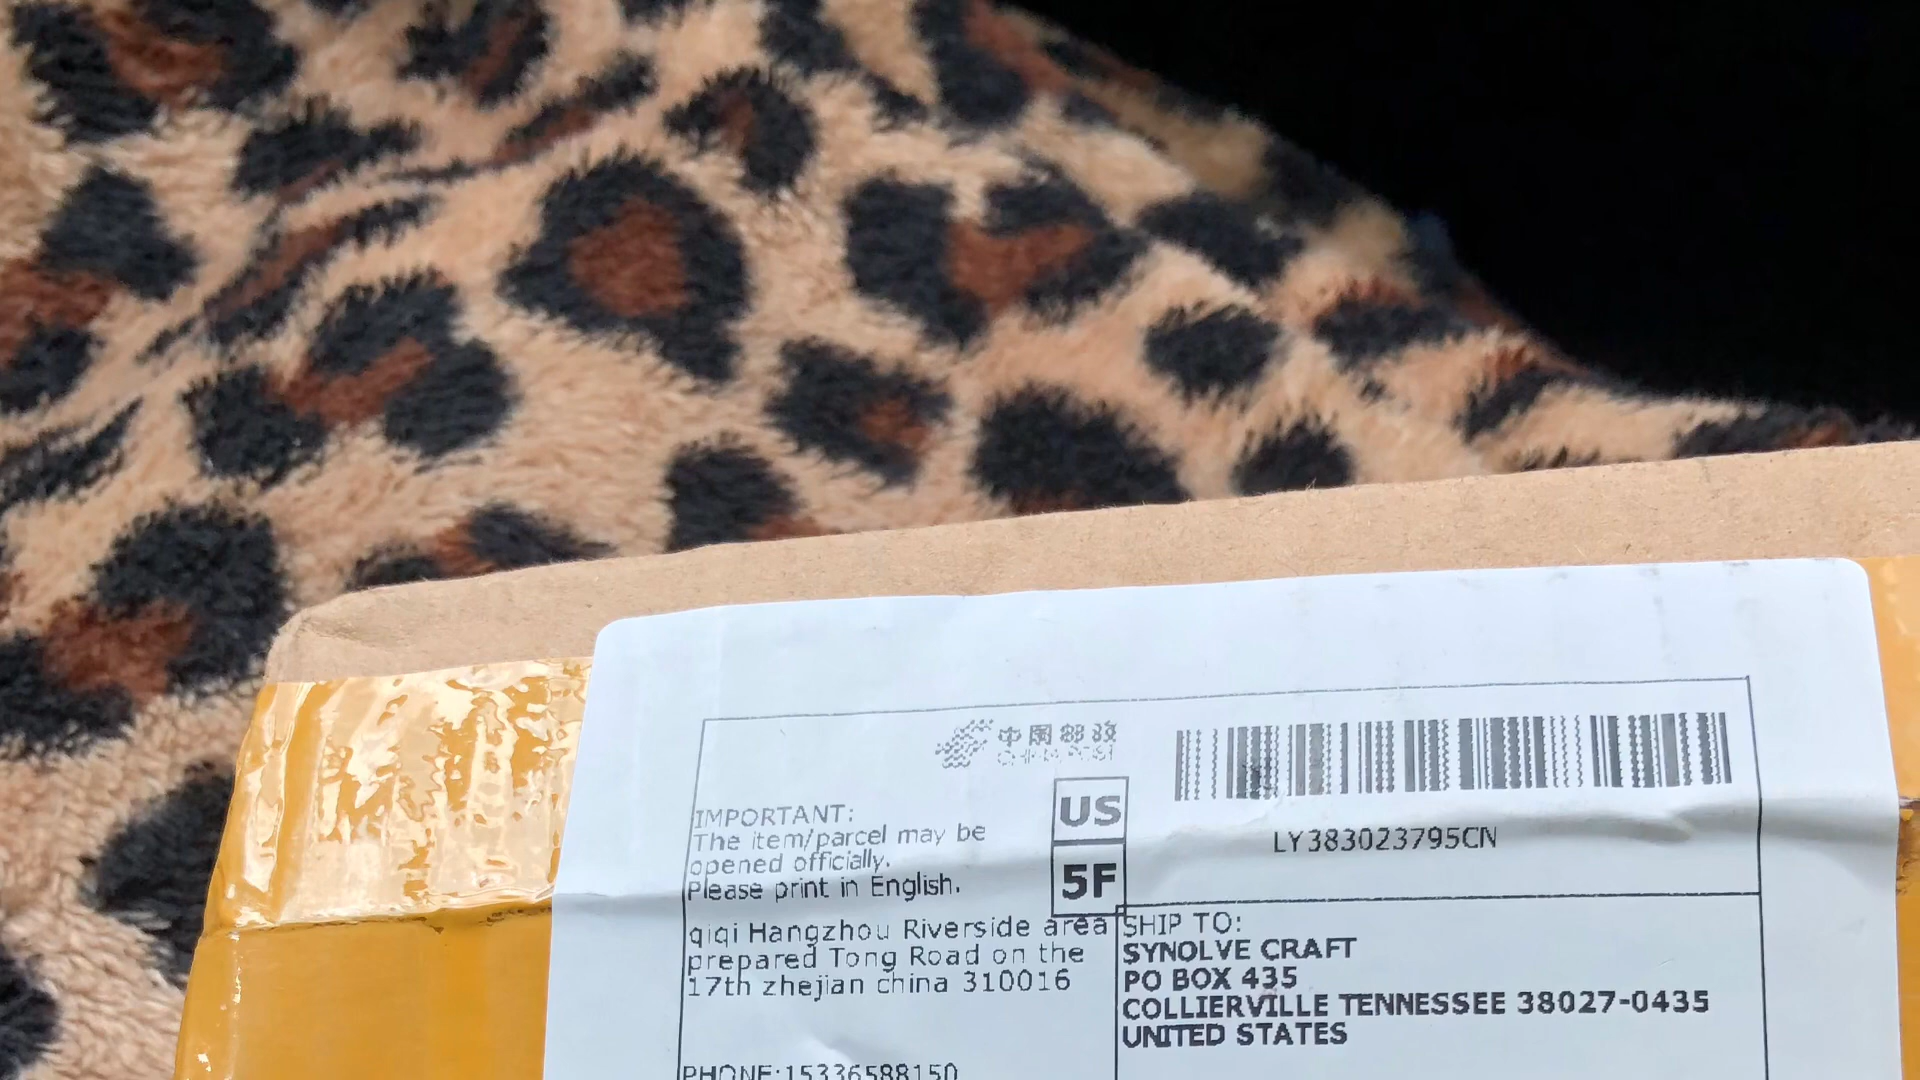 中国邮政
CHINA POST
LY383023795CN
US
5F
IMPORTANT:
The item/parcel may be
opened officially.
Please print in English.
qiqi Hangzhou Riverside area
prepared Tong Road on the
17th zhejian china 310016
PHONE:15336588150
SHIP TO:
SYNOLVE CRAFT
PO BOX 435
COLLIERVILLE TENNESSEE 38027-0435
UNITED STATES